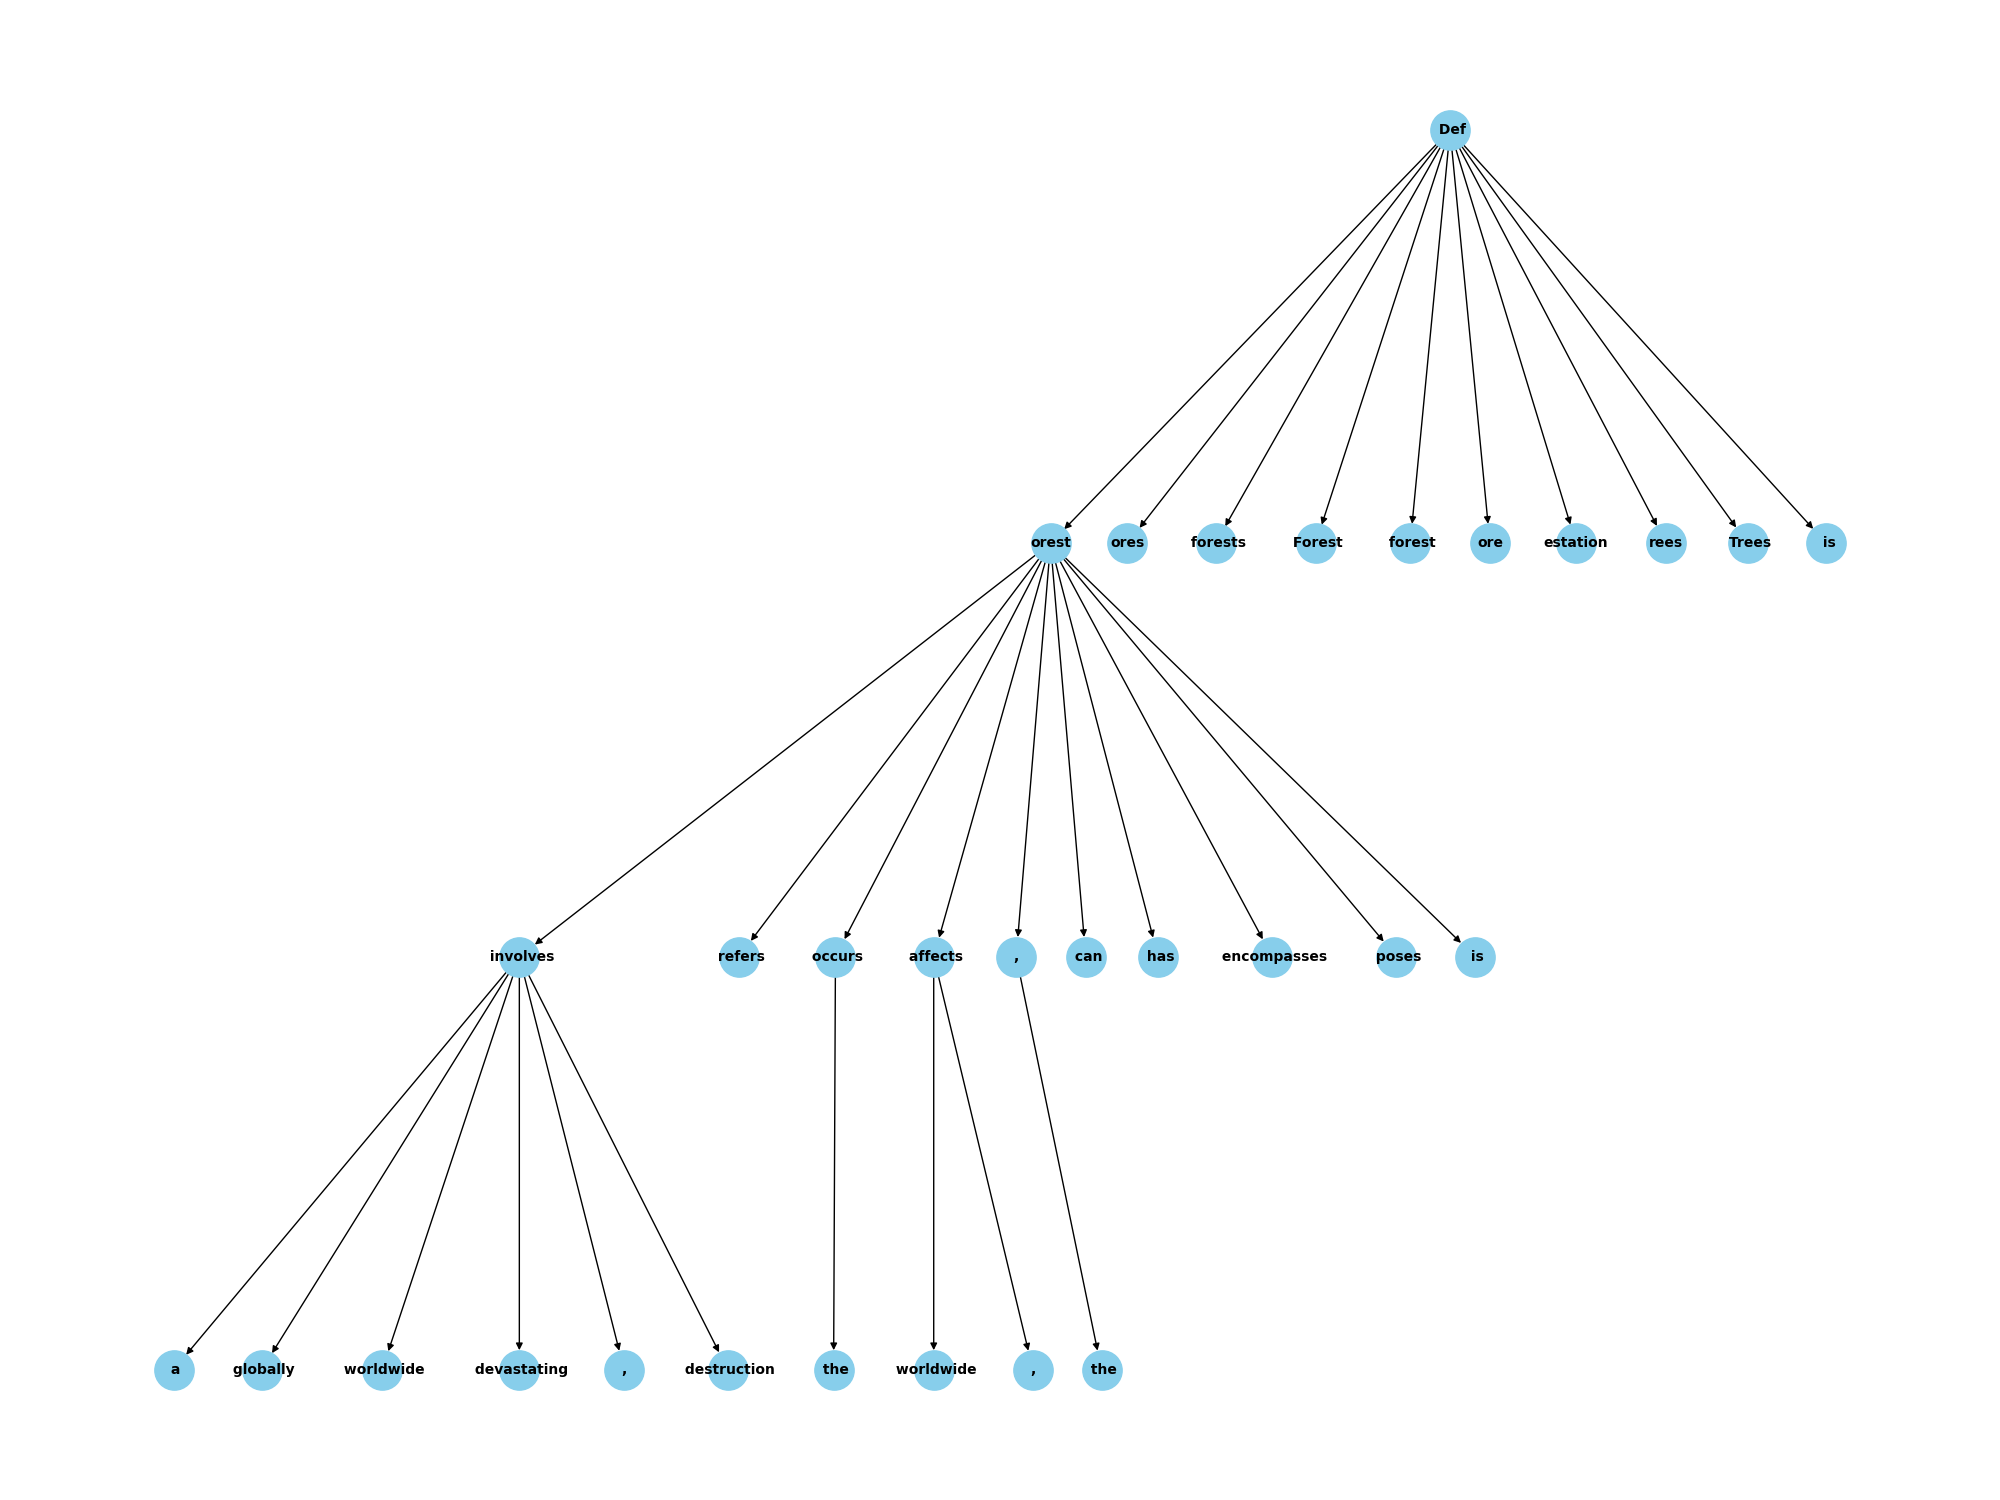 Def
orest ores forests Forest forest ore estation rees Trees is
involves refers occurs affects , can has encompasses poses is
a globally worldwide devastating , destruction the worldwide , the